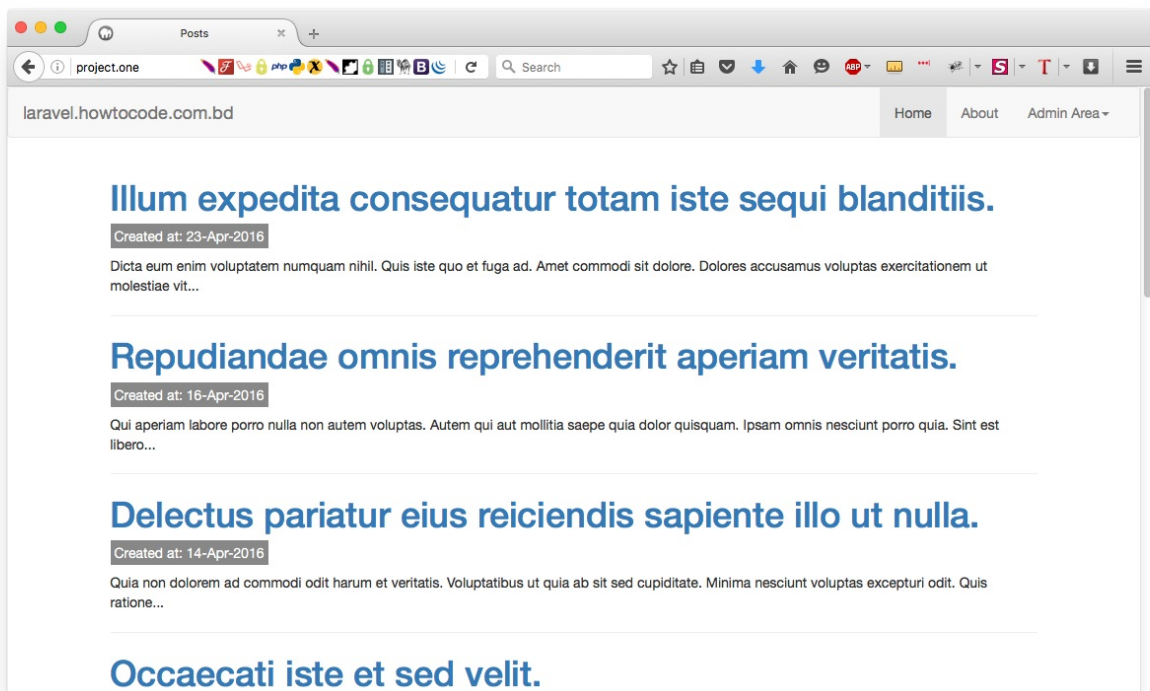 Posts
project.one
php
Search
ABP
laravel.howtocode.com.bd
Home
About
Admin Area
Illum expedita consequatur totam iste sequi blanditiis.
Created at: 23-Apr-2016
Dicta eum enim voluptatem numquam nihil. Quis iste quo et fuga ad. Amet commodi sit dolore. Dolores accusamus voluptas exercitationem ut
molestiae vit...
Repudiandae omnis reprehenderit aperiam veritatis.
Created at: 16-Apr-2016
Qui aperiam labore porro nulla non autem voluptas. Autem qui aut mollitia saepe quia dolor quisquam. Ipsam omnis nesciunt porro quia. Sint est
libero...
Delectus pariatur eius reiciendis sapiente illo ut nulla.
Created at: 14-Apr-2016
Quia non dolorem ad commodi odit harum et veritatis. Voluptatibus ut quia ab sit sed cupiditate. Minima nesciunt voluptas excepturi odit. Quis
ratione...
Occaecati iste et sed velit.